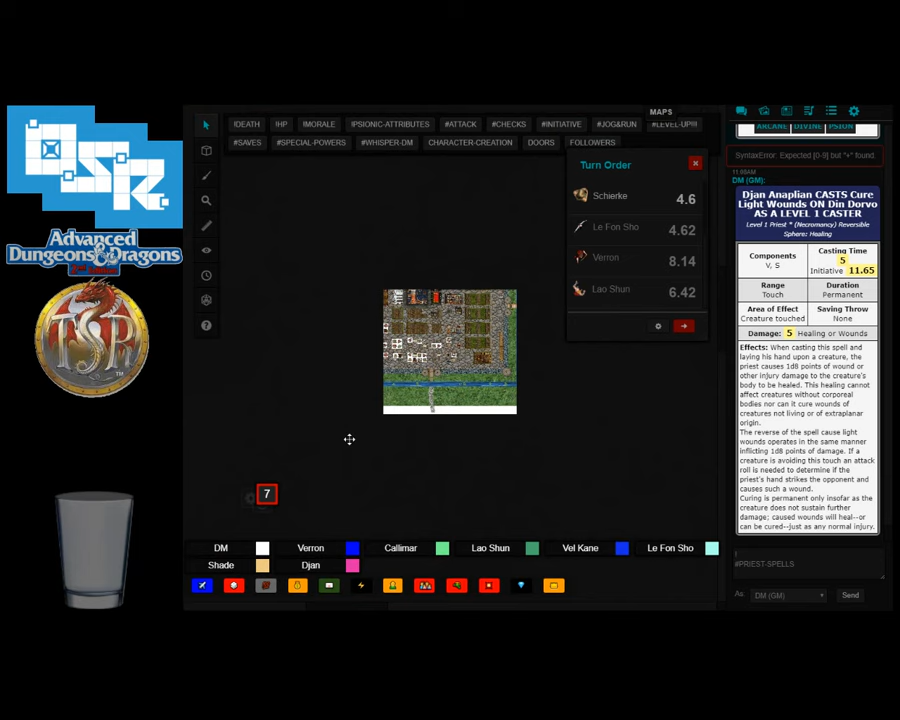 MAPS
!DEATH !HP !MORALE !PSIONIC-ATTRIBUTES #ATTACK #CHECKS #INITIATIVE #JOG&RUN #LEVEL-UP!!!
#SAVES #SPECIAL-POWERS #WHISPER-DM CHARACTER-CREATION DOORS FOLLOWERS
Turn Order
Schierke 4.6
Le Fon Sho 4.62
Verron 8.14
Lao Shun 6.42
OSR
Advanced
Dungeons & Dragons
2nd Edition
TSR
TM
7
DM Verron Callimar Lao Shun Vel Kane Le Fon Sho
Shade Djan
ARCANE DIVINE PSION
SyntaxError: Expected [0-9] but "+" found.
11:08AM
DM (GM):
Djan Anaplian CASTS Cure
Light Wounds ON Din Dorvo
AS A LEVEL 1 CASTER
Level 1 Priest * (Necromancy) Reversible
Sphere: Healing
Components
V, S
Casting Time
5
Initiative 11.65
Range
Touch
Duration
Permanent
Area of Effect
Creature touched
Saving Throw
None
Damage: 5 Healing or Wounds
Effects: When casting this spell and
laying his hand upon a creature, the
priest causes 1d8 points of wound or
other injury damage to the creature's
body to be healed. This healing cannot
affect creatures without corporeal
bodies nor can it cure wounds of
creatures not living or of extraplanar
origin.
The reverse of the spell cause light
wounds operates in the same manner
inflicting 1d8 points of damage. If a
creature is avoiding this touch an attack
roll is needed to determine if the
priest's hand strikes the opponent and
causes such a wound.
Curing is permanent only insofar as the
creature does not sustain further
damage; caused wounds will heal--or
can be cured--just as any normal injury.
!
#PRIEST-SPELLS
As: DM (GM) Send